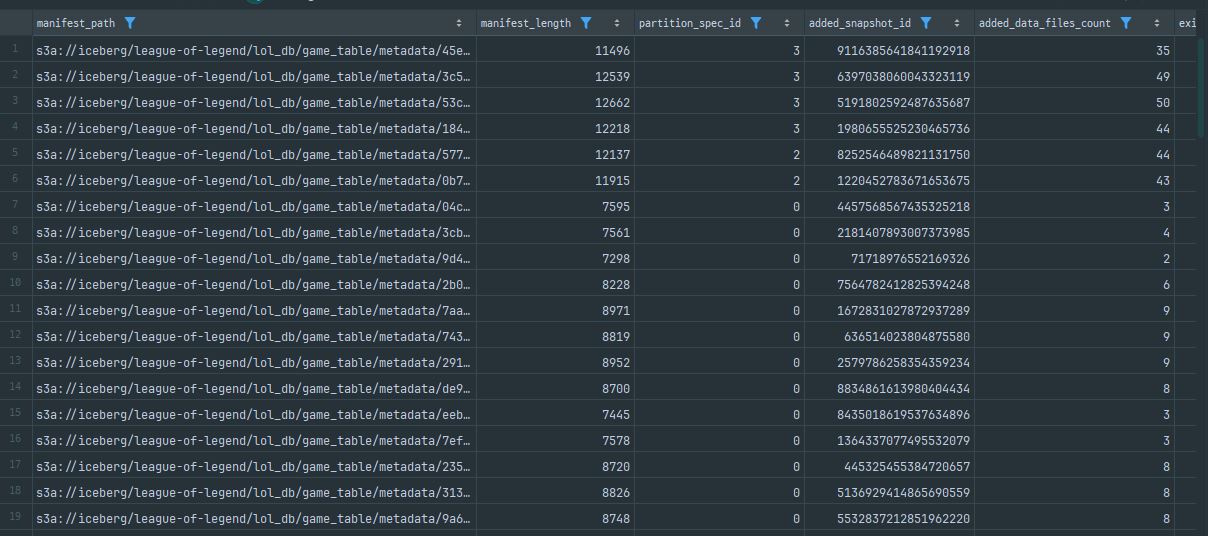 manifest_path manifest_length partition_spec_id added_snapshot_id added_data_files_count exi
1 s3a://iceberg/league-of-legend/lol_db/game_table/metadata/45e… 11496 3 9116385641841192918 35
2 s3a://iceberg/league-of-legend/lol_db/game_table/metadata/3c5… 12539 3 6397038060043323119 49
3 s3a://iceberg/league-of-legend/lol_db/game_table/metadata/53c… 12662 3 5191802592487635687 50
4 s3a://iceberg/league-of-legend/lol_db/game_table/metadata/184… 12218 3 1980655525230465736 44
5 s3a://iceberg/league-of-legend/lol_db/game_table/metadata/577… 12137 2 8252546489821131750 44
6 s3a://iceberg/league-of-legend/lol_db/game_table/metadata/0b7… 11915 2 1220452783671653675 43
7 s3a://iceberg/league-of-legend/lol_db/game_table/metadata/04c… 7595 0 4457568567435325218 3
8 s3a://iceberg/league-of-legend/lol_db/game_table/metadata/3cb… 7561 0 2181407893007373985 4
9 s3a://iceberg/league-of-legend/lol_db/game_table/metadata/9d4… 7298 0 71718976552169326 2
10 s3a://iceberg/league-of-legend/lol_db/game_table/metadata/2b0… 8228 0 7564782412825394248 6
11 s3a://iceberg/league-of-legend/lol_db/game_table/metadata/7aa… 8971 0 1672831027872937289 9
12 s3a://iceberg/league-of-legend/lol_db/game_table/metadata/743… 8819 0 636514023804875580 9
13 s3a://iceberg/league-of-legend/lol_db/game_table/metadata/291… 8952 0 2579786258354359234 9
14 s3a://iceberg/league-of-legend/lol_db/game_table/metadata/de9… 8700 0 8834861613980404434 8
15 s3a://iceberg/league-of-legend/lol_db/game_table/metadata/eeb… 7445 0 8435018619537634896 3
16 s3a://iceberg/league-of-legend/lol_db/game_table/metadata/7ef… 7578 0 1364337077495532079 3
17 s3a://iceberg/league-of-legend/lol_db/game_table/metadata/235… 8720 0 445325455384720657 8
18 s3a://iceberg/league-of-legend/lol_db/game_table/metadata/313… 8826 0 5136929414865690559 8
19 s3a://iceberg/league-of-legend/lol_db/game_table/metadata/9a6… 8748 0 5532837212851962220 8